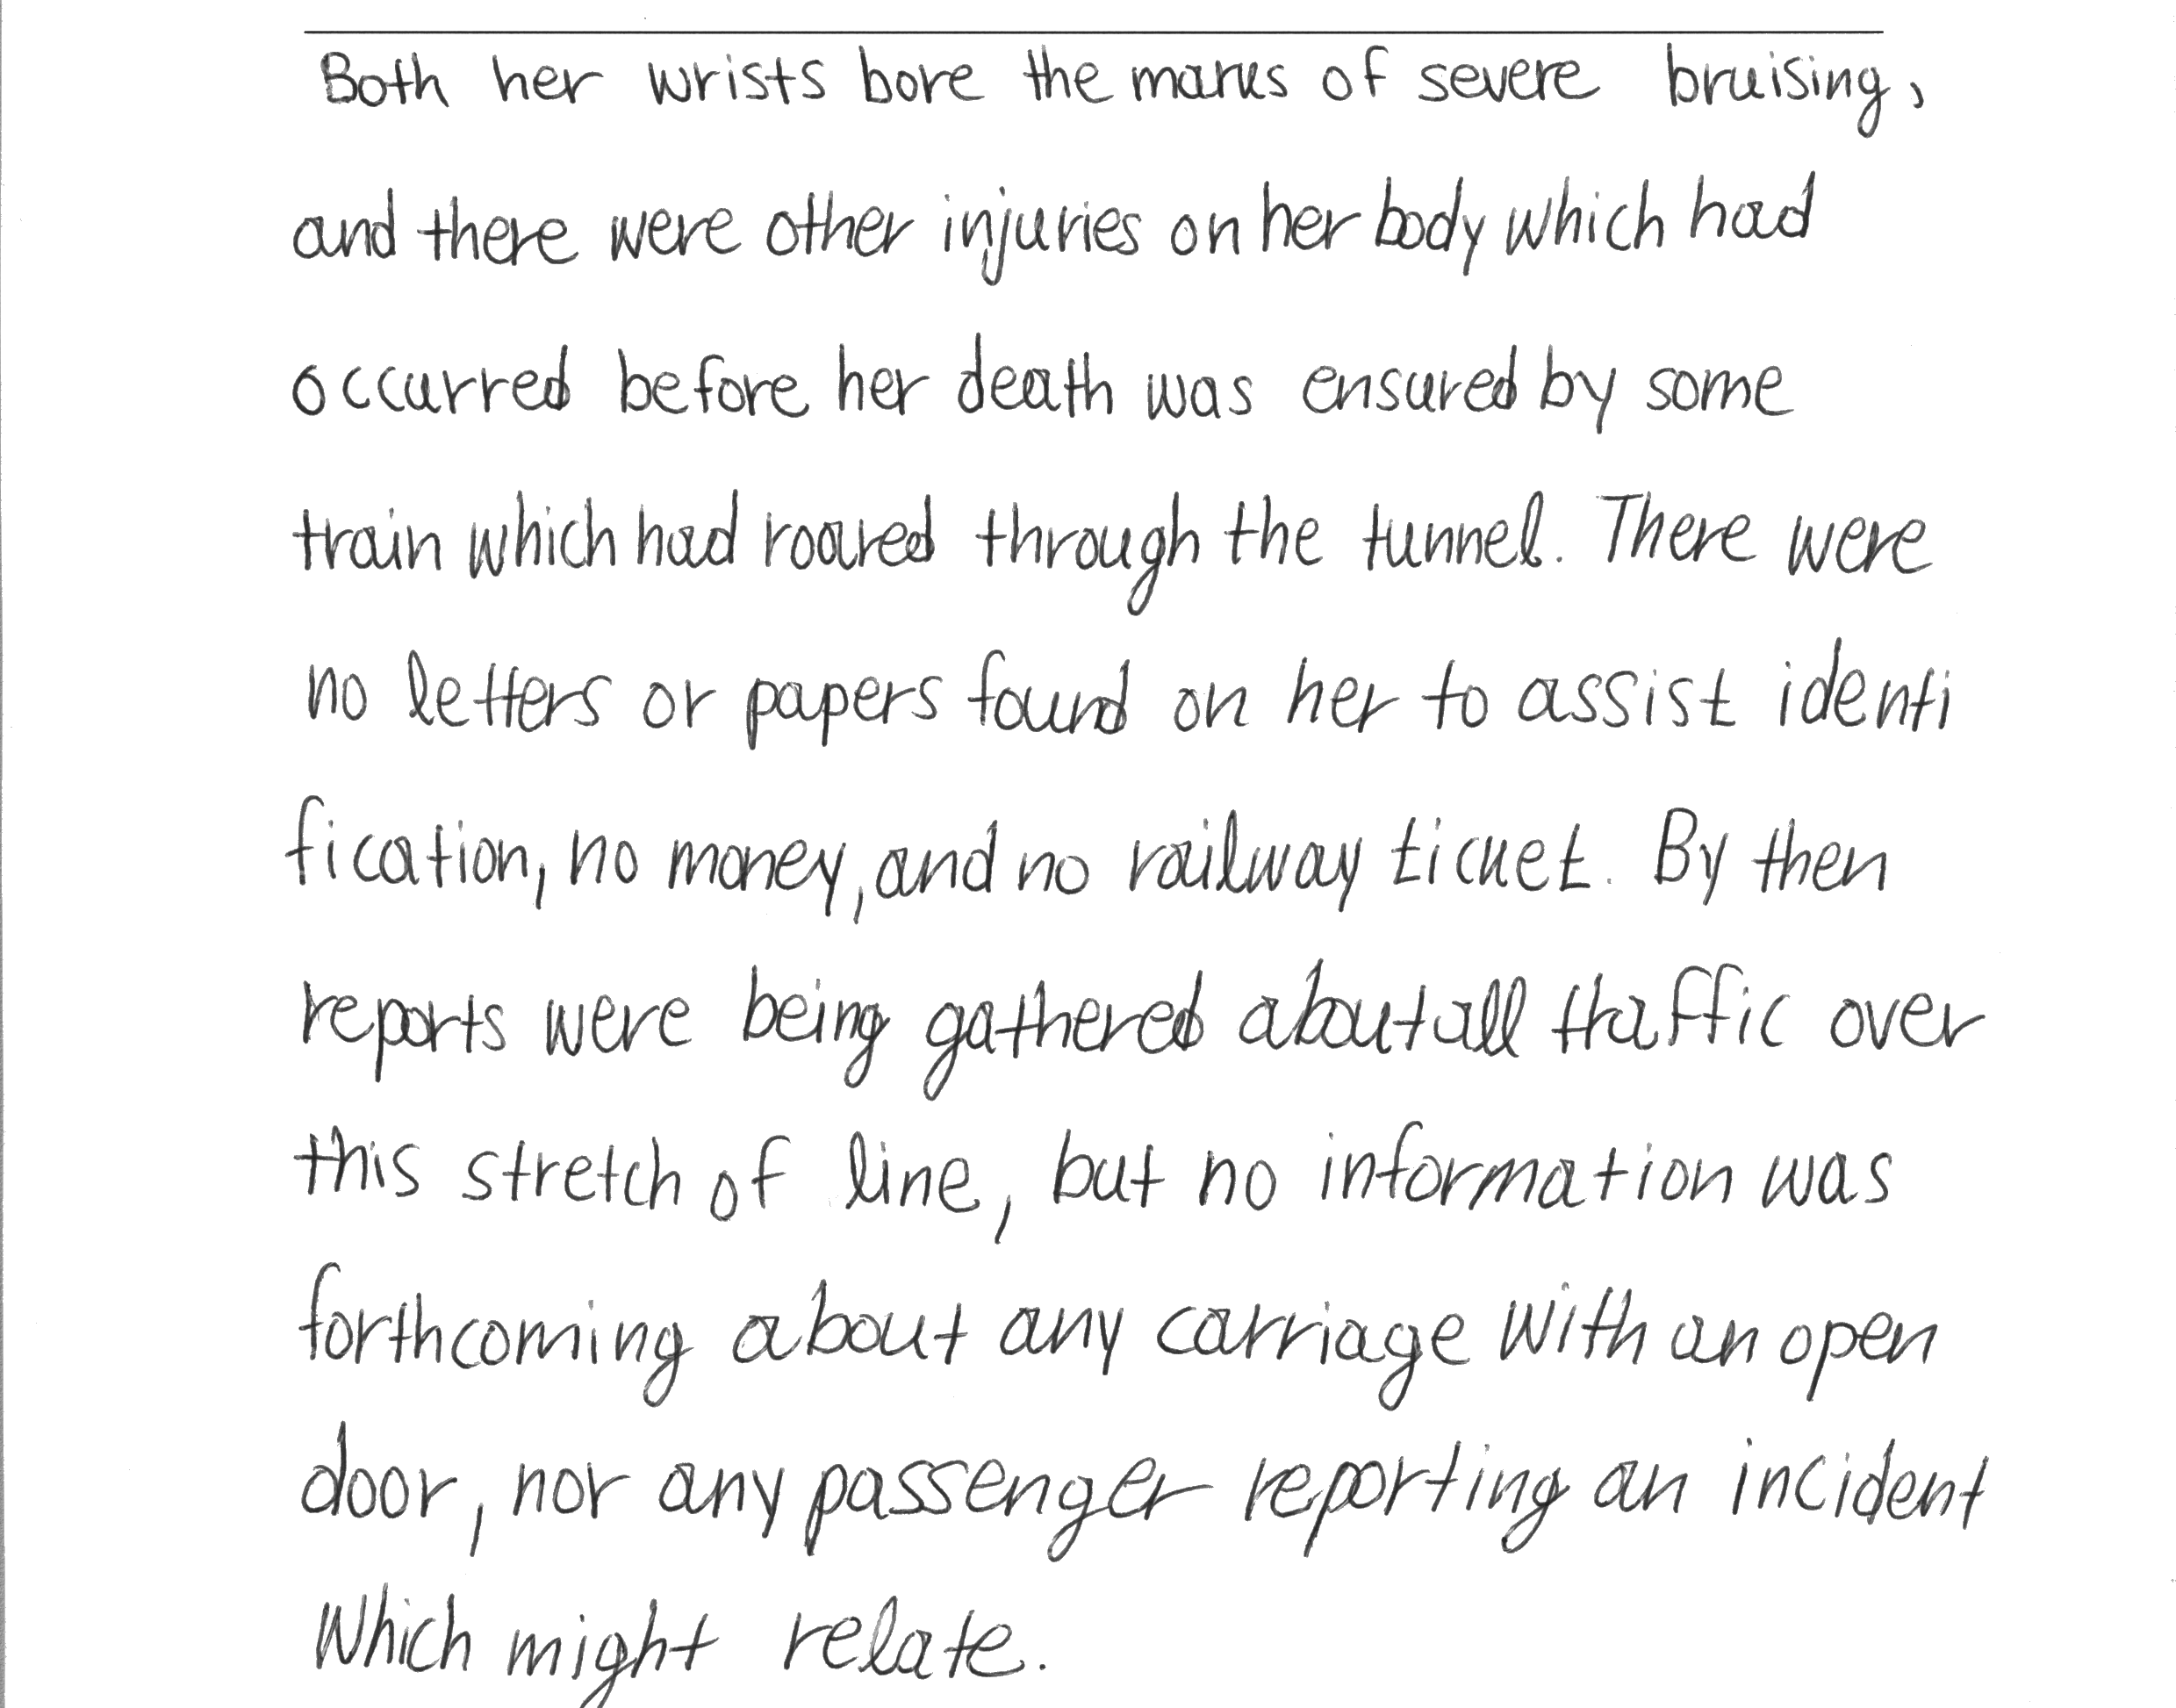 Both her wrists bore the marks of severe bruising,
and there were other injuries on her body which had
occurred before her death was ensured by some
train which had roared through the tunnel. There were
no letters or papers found on her to assist identi
fication, no money, and no railway ticket. By then
reports were being gathered about all traffic over
this stretch of line, but no information was
forthcoming about any carriage with an open
door, nor any passenger reporting an incident
which might relate.